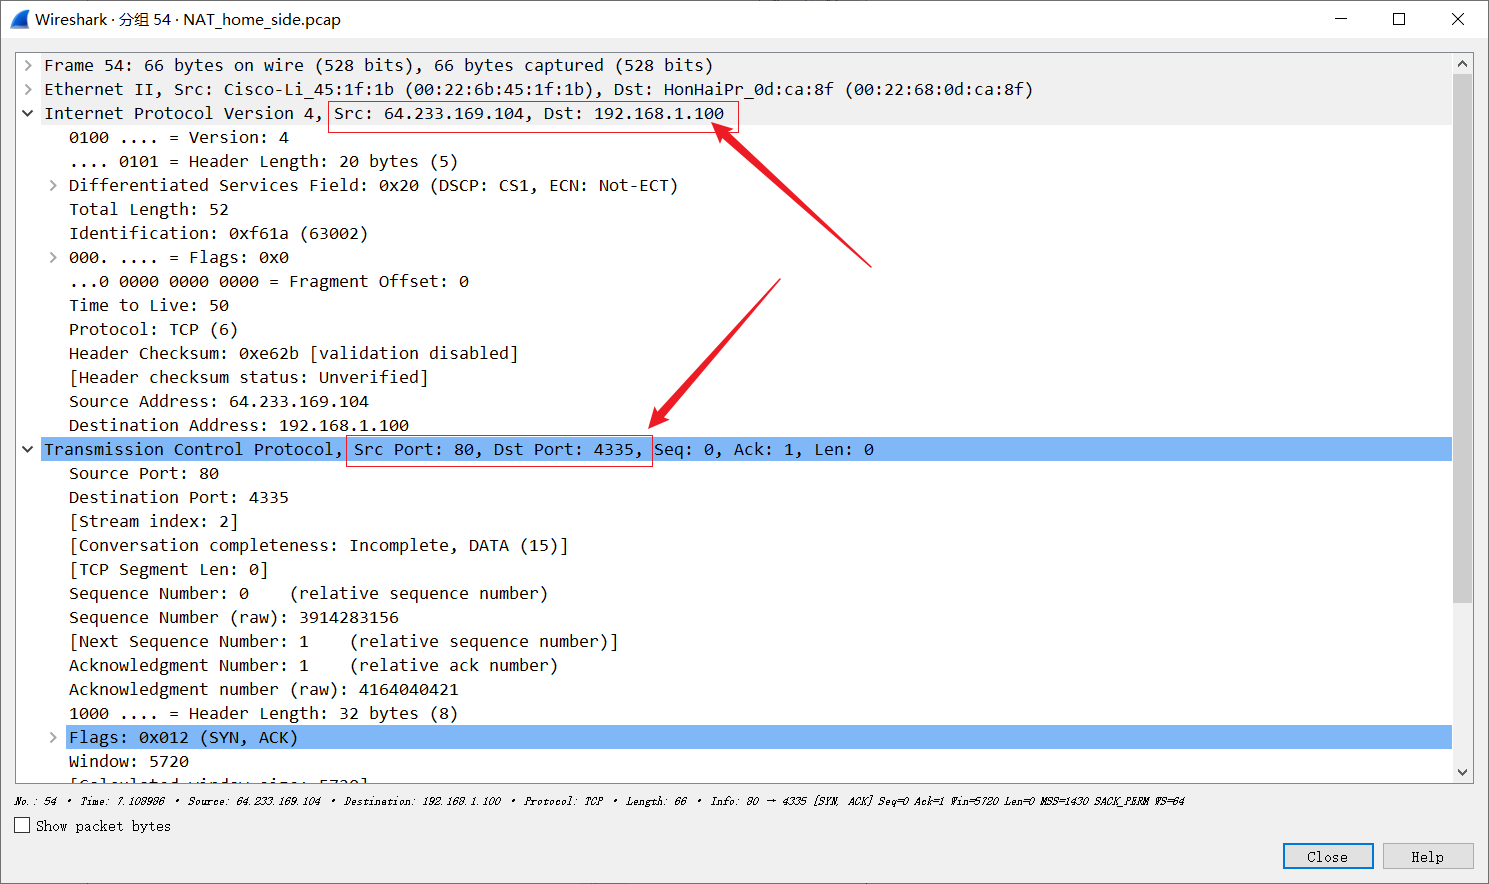 Wireshark · 分组 54 · NAT_home_side.pcap
Frame 54: 66 bytes on wire (528 bits), 66 bytes captured (528 bits)
Ethernet II, Src: Cisco-Li_45:1f:1b (00:22:6b:45:1f:1b), Dst: HonHaiPr_0d:ca:8f (00:22:68:0d:ca:8f)
Internet Protocol Version 4, Src: 64.233.169.104, Dst: 192.168.1.100
0100 .... = Version: 4
.... 0101 = Header Length: 20 bytes (5)
Differentiated Services Field: 0x20 (DSCP: CS1, ECN: Not-ECT)
Total Length: 52
Identification: 0xf61a (63002)
000. .... = Flags: 0x0
...0 0000 0000 0000 = Fragment Offset: 0
Time to Live: 50
Protocol: TCP (6)
Header Checksum: 0xe62b [validation disabled]
[Header checksum status: Unverified]
Source Address: 64.233.169.104
Destination Address: 192.168.1.100
Transmission Control Protocol, Src Port: 80, Dst Port: 4335, Seq: 0, Ack: 1, Len: 0
Source Port: 80
Destination Port: 4335
[Stream index: 2]
[Conversation completeness: Incomplete, DATA (15)]
[TCP Segment Len: 0]
Sequence Number: 0    (relative sequence number)
Sequence Number (raw): 3914283156
[Next Sequence Number: 1    (relative sequence number)]
Acknowledgment Number: 1    (relative ack number)
Acknowledgment number (raw): 4164040421
1000 .... = Header Length: 32 bytes (8)
Flags: 0x012 (SYN, ACK)
Window: 5720
[Calculated window size: 5720]
No.: 54 · Time: 7.108986 · Source: 64.233.169.104 · Destination: 192.168.1.100 · Protocol: TCP · Length: 66 · Info: 80 → 4335 [SYN, ACK] Seq=0 Ack=1 Win=5720 Len=0 MSS=1430 SACK_PERM WS=64
Show packet bytes
Close
Help